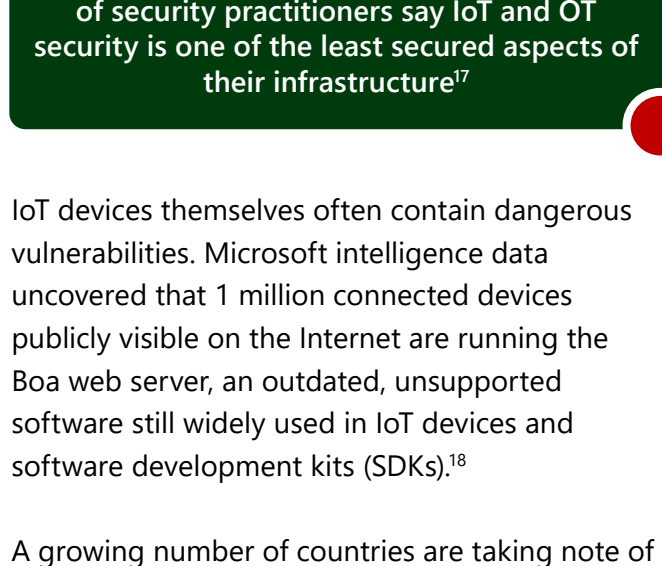 of security practitioners say IoT and OT
security is one of the least secured aspects of
their infrastructure17
IoT devices themselves often contain dangerous
vulnerabilities. Microsoft intelligence data
uncovered that 1 million connected devices
publicly visible on the Internet are running the
Boa web server, an outdated, unsupported
software still widely used in IoT devices and
software development kits (SDKs).18
A growing number of countries are taking note of